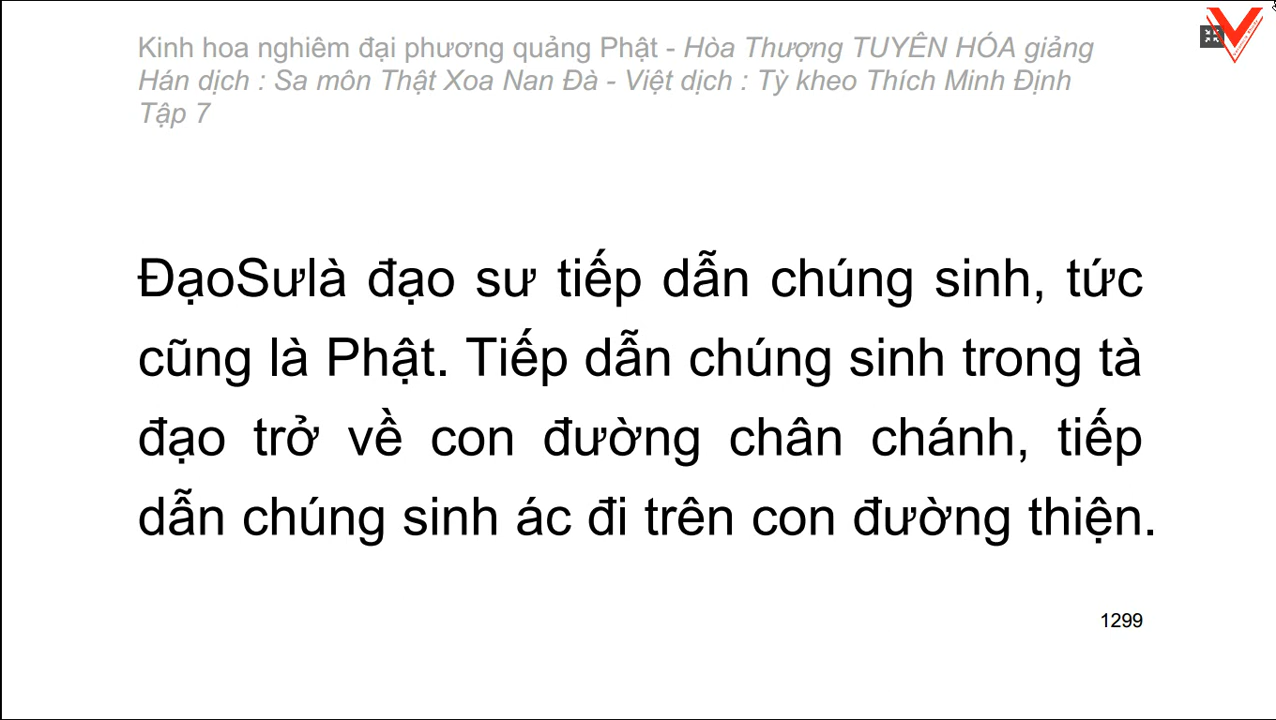 Kinh hoa nghiêm đại phương quảng Phật - Hòa Thượng TUYÊN HÓA giảng
Hán dịch : Sa môn Thật Xoa Nan Đà - Việt dịch : Tỳ kheo Thích Minh Định
Tập 7
ĐạoSưlà đạo sư tiếp dẫn chúng sinh, tức
cũng là Phật. Tiếp dẫn chúng sinh trong tà
đạo trở về con đường chân chánh, tiếp
dẫn chúng sinh ác đi trên con đường thiện.
1299